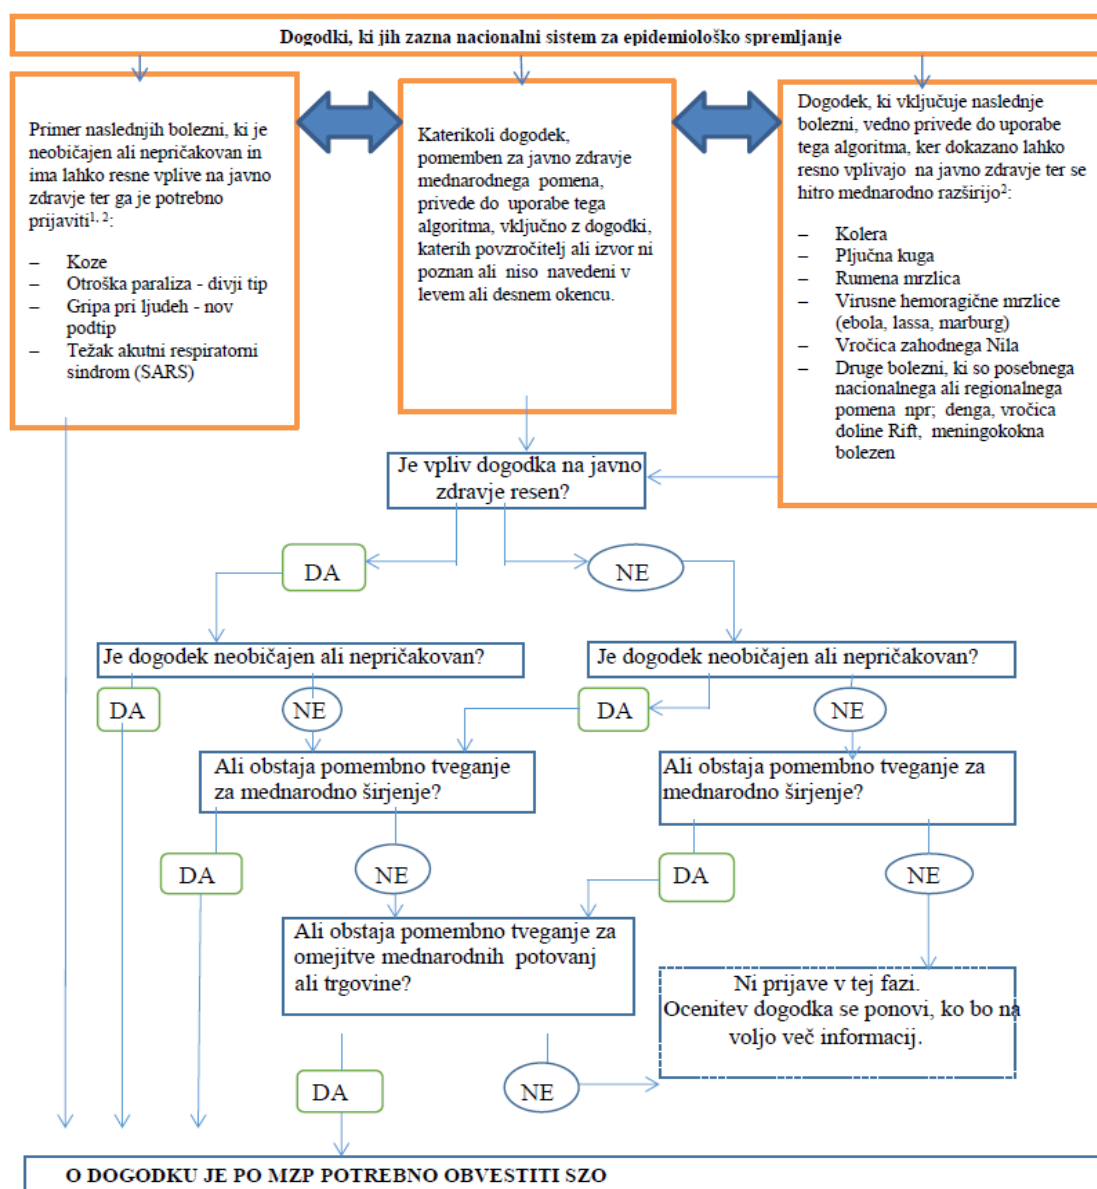 Dogodki, ki jih zazna nacionalni sistem za epidemiološko spremljanje
Primer naslednjih bolezni, ki je
neobičajen ali nepričakovan in
ima lahko resne vplive na javno
zdravje ter ga je potrebno
prijaviti1, 2:
– Koze
– Otroška paraliza - divji tip
– Gripa pri ljudeh - nov
podtip
– Težak akutni respiratorni
sindrom (SARS)
Katerikoli dogodek,
pomemben za javno zdravje
mednarodnega pomena,
privede do uporabe tega
algoritma, vključno z dogodki,
katerih povzročitelj ali izvor ni
poznan ali niso navedeni v
levem ali desnem okencu.
Dogodek, ki vključuje naslednje
bolezni, vedno privede do uporabe
tega algoritma, ker dokazano lahko
resno vplivajo na javno zdravje ter se
hitro mednarodno razširijo2:
– Kolera
– Pljučna kuga
– Rumena mrzlica
– Virusne hemoragične mrzlice
(ebola, lassa, marburg)
– Vročica zahodnega Nila
– Druge bolezni, ki so posebnega
nacionalnega ali regionalnega
pomena npr; denga, vročica
doline Rift, meningokokna
bolezen
Je vpliv dogodka na javno
zdravje resen?
DA
NE
Je dogodek neobičajen ali nepričakovan?
Je dogodek neobičajen ali nepričakovan?
DA
NE
DA
NE
Ali obstaja pomembno tveganje
za mednarodno širjenje?
Ali obstaja pomembno tveganje za
mednarodno širjenje?
DA
NE
DA
NE
Ali obstaja pomembno tveganje za
omejitve mednarodnih potovanj
ali trgovine?
Ni prijave v tej fazi.
Ocenitev dogodka se ponovi, ko bo na
voljo več informacij.
DA
NE
O DOGODKU JE PO MZP POTREBNO OBVESTITI SZO